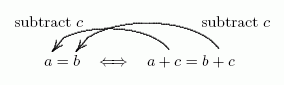 subtract c subtract c
a = b ⟺ a + c = b + c